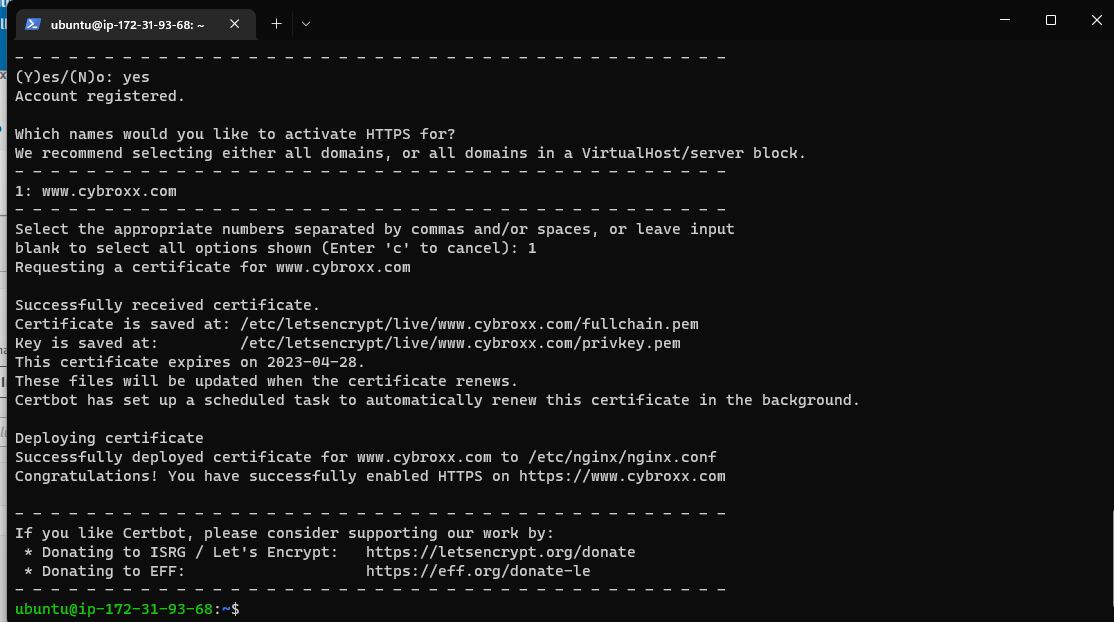 ubuntu@ip-172-31-93-68: ~
- - - - - - - - - - - - - - - - - - - - - - - - - - - - - - - - - - - - - - - -
(Y)es/(N)o: yes
Account registered.
Which names would you like to activate HTTPS for?
We recommend selecting either all domains, or all domains in a VirtualHost/server block.
- - - - - - - - - - - - - - - - - - - - - - - - - - - - - - - - - - - - - - - -
1: www.cybroxx.com
- - - - - - - - - - - - - - - - - - - - - - - - - - - - - - - - - - - - - - - -
Select the appropriate numbers separated by commas and/or spaces, or leave input
blank to select all options shown (Enter 'c' to cancel): 1
Requesting a certificate for www.cybroxx.com
Successfully received certificate.
Certificate is saved at: /etc/letsencrypt/live/www.cybroxx.com/fullchain.pem
Key is saved at:         /etc/letsencrypt/live/www.cybroxx.com/privkey.pem
This certificate expires on 2023-04-28.
These files will be updated when the certificate renews.
Certbot has set up a scheduled task to automatically renew this certificate in the background.
Deploying certificate
Successfully deployed certificate for www.cybroxx.com to /etc/nginx/nginx.conf
Congratulations! You have successfully enabled HTTPS on https://www.cybroxx.com
- - - - - - - - - - - - - - - - - - - - - - - - - - - - - - - - - - - - - - - -
If you like Certbot, please consider supporting our work by:
 * Donating to ISRG / Let's Encrypt:   https://letsencrypt.org/donate
 * Donating to EFF:                    https://eff.org/donate-le
- - - - - - - - - - - - - - - - - - - - - - - - - - - - - - - - - - - - - - - -
ubuntu@ip-172-31-93-68:~$